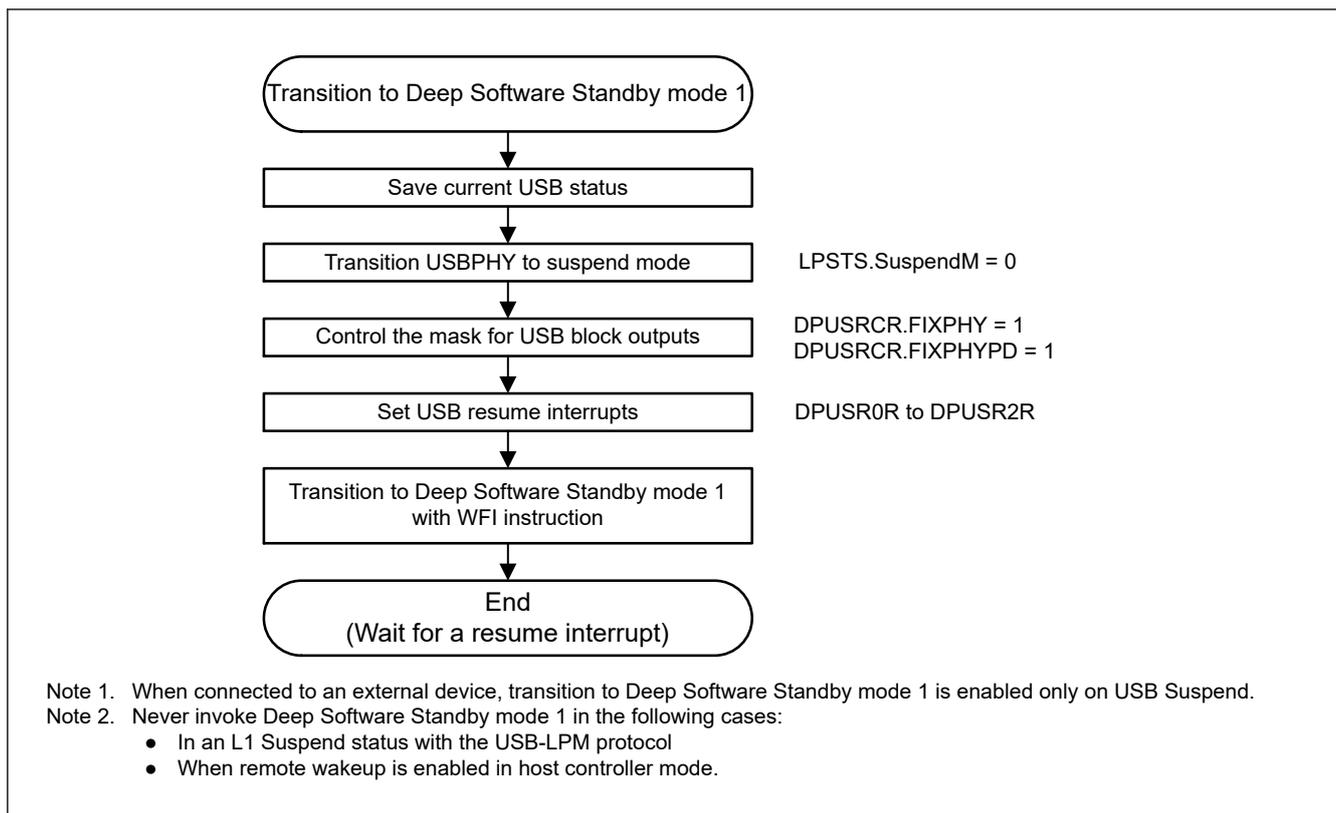 Transition to Deep Software Standby mode 1
Save current USB status
Transition USBPHY to suspend mode
LPSTS.SuspendM = 0
Control the mask for USB block outputs
DPUSRCR.FIXPHY = 1
DPUSRCR.FIXPHYPD = 1
Set USB resume interrupts
DPUSR0R to DPUSR2R
Transition to Deep Software Standby mode 1
with WFI instruction
End
(Wait for a resume interrupt)
Note 1. When connected to an external device, transition to Deep Software Standby mode 1 is enabled only on USB Suspend.
Note 2. Never invoke Deep Software Standby mode 1 in the following cases:
● In an L1 Suspend status with the USB-LPM protocol
● When remote wakeup is enabled in host controller mode.